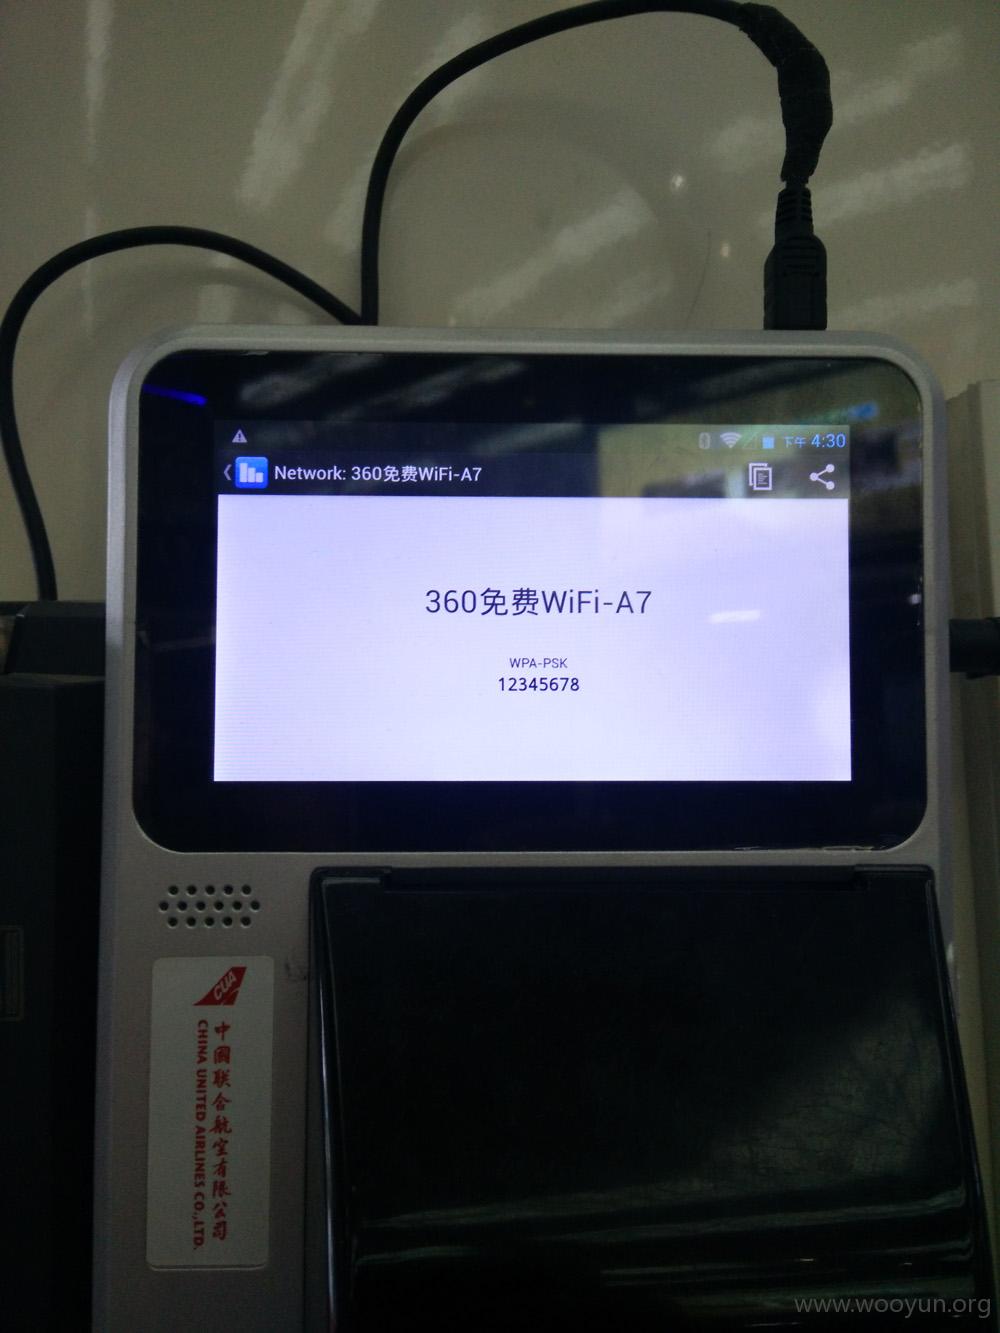 下午 4:30
Network: 360免费WiFi-A7
360免费WiFi-A7
WPA-PSK
12345678
CUA
中國联合航空有限公司
CHINA UNITED AIRLINES CO.,LTD.
www.wooyun.org